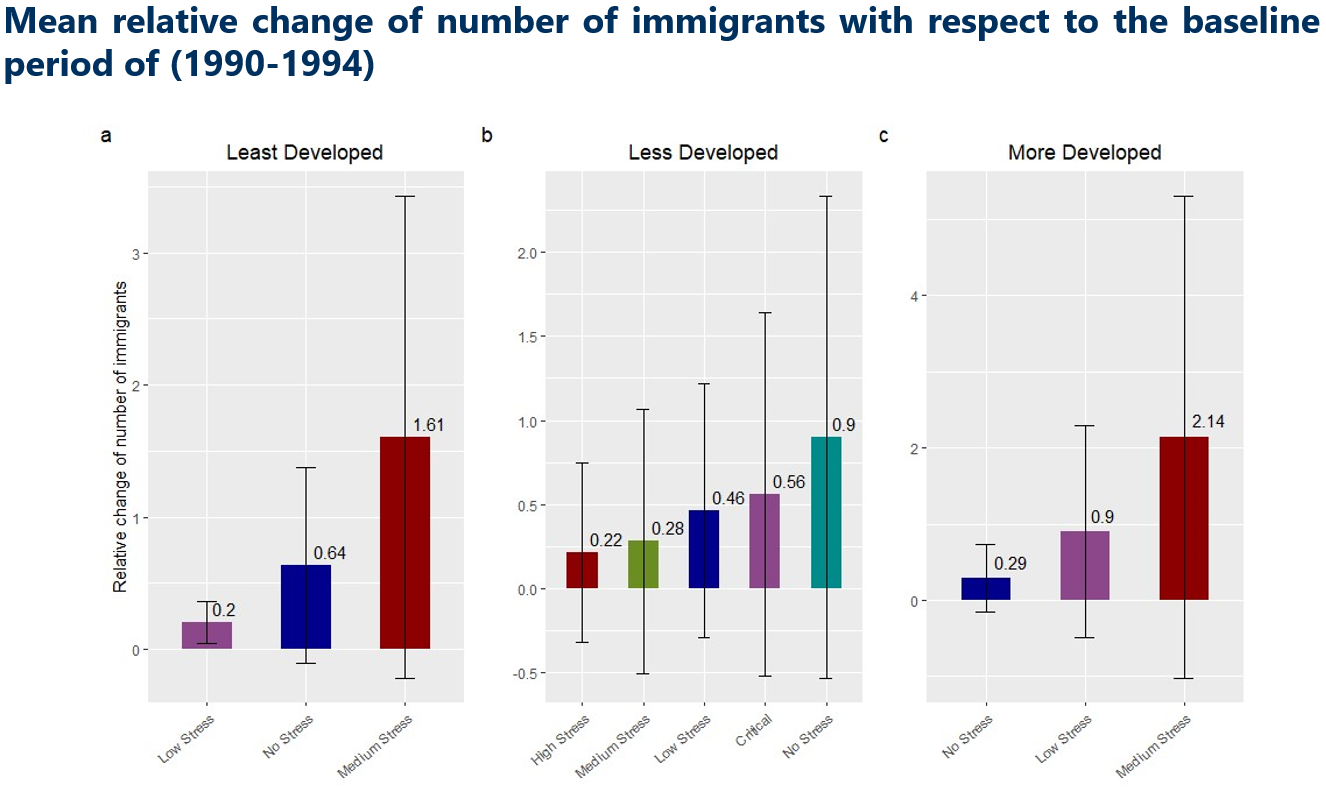 Mean relative change of number of immigrants with respect to the baseline
period of (1990-1994)
a
Least Developed
Relative change of number of immigrants
3
2
1
0
0.2
0.64
1.61
Low Stress
No Stress
Medium Stress
b
Less Developed
2.0
1.5
1.0
0.5
0.0
-0.5
0.22
0.28
0.46
0.56
0.9
High Stress
Medium Stress
Low Stress
Critical
No Stress
c
More Developed
4
2
0
0.29
0.9
2.14
No Stress
Low Stress
Medium Stress